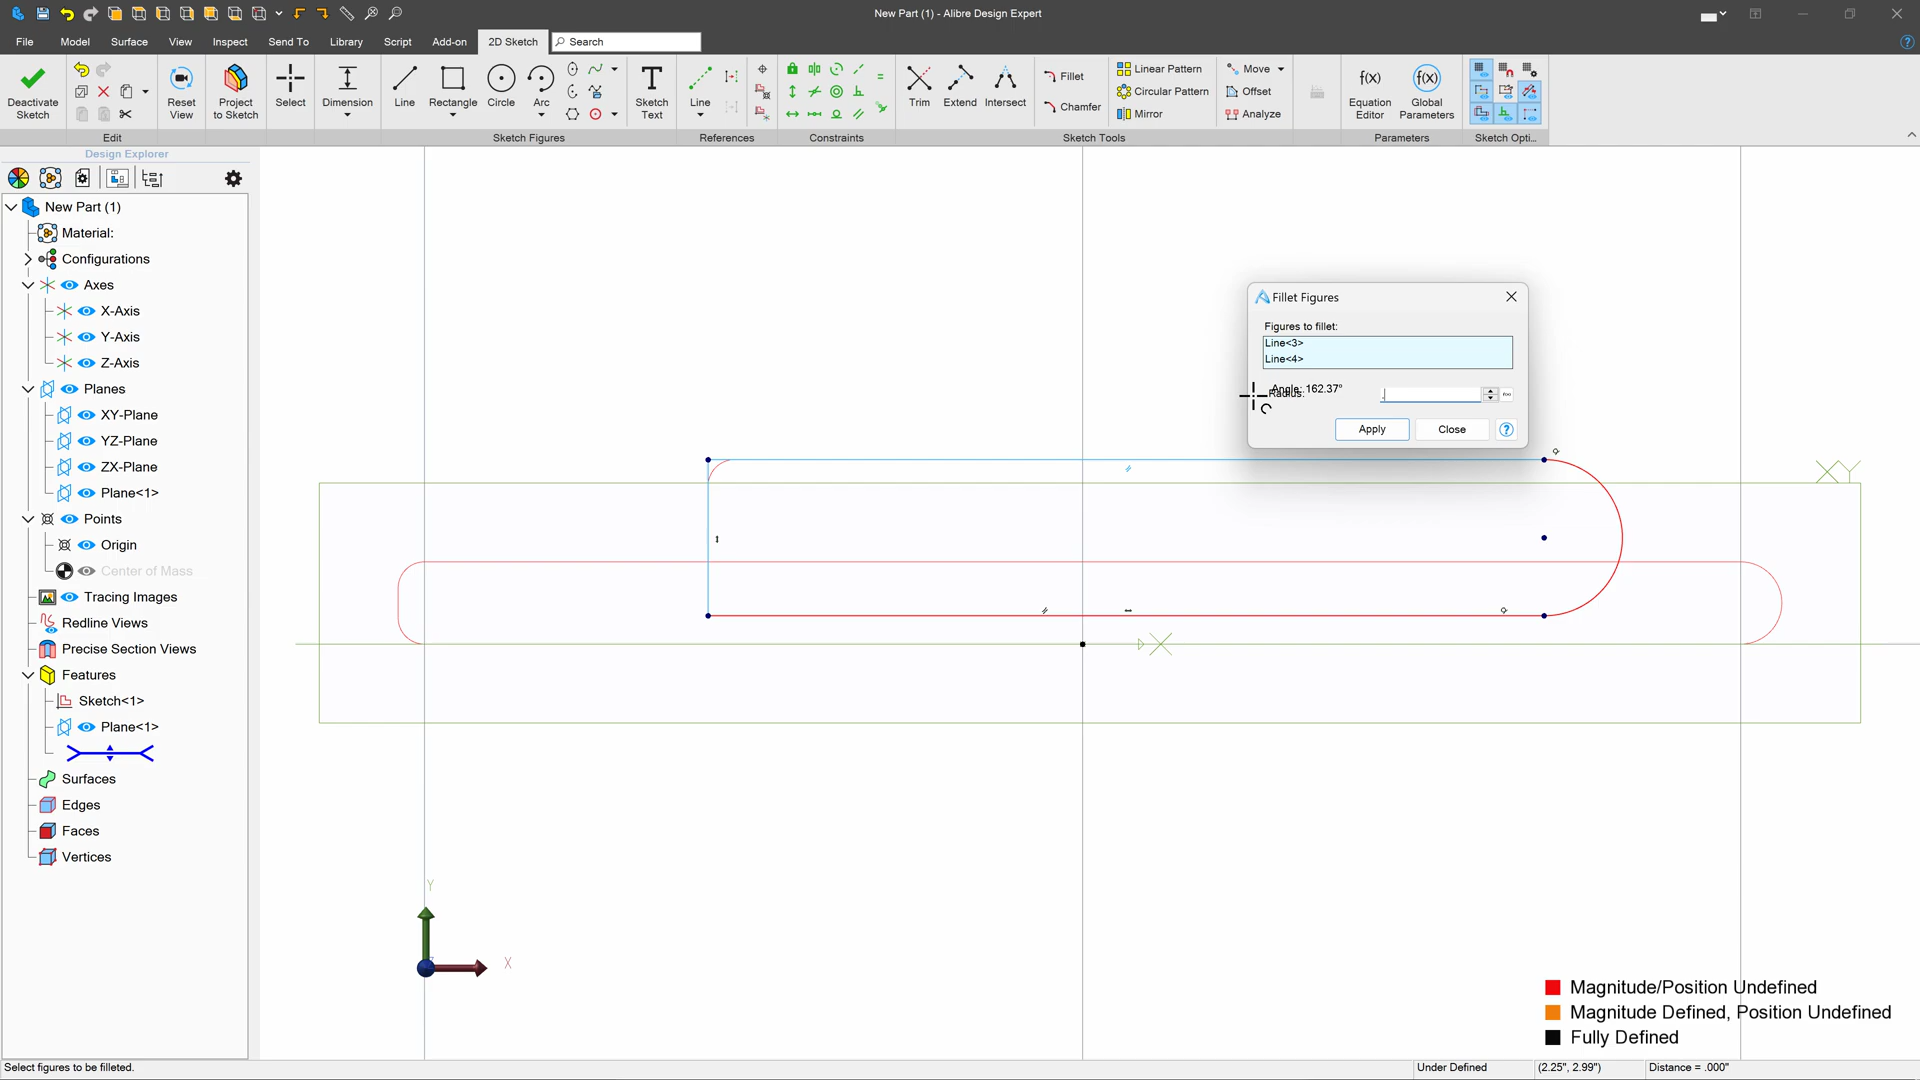 New Part (1) - Alibre Design Expert
File
Model
Surface
View
Inspect
Send To
Library
Script
Add-on
2D Sketch
Search
Deactivate Sketch
Reset View
Project to Sketch
Select
Dimension
Line
Rectangle
Circle
Arc
Sketch Text
Line
Trim
Extend
Intersect
Fillet
Chamfer
Linear Pattern
Circular Pattern
Mirror
Move
Offset
Analyze
f(x)
Equation Editor
f(x)
Global Parameters
Edit
Sketch Figures
References
Constraints
Sketch Tools
Parameters
Sketch Opti...
Design Explorer
New Part (1)
Material:
Configurations
Axes
X-Axis
Y-Axis
Z-Axis
Planes
XY-Plane
YZ-Plane
ZX-Plane
Plane<1>
Points
Origin
Center of Mass
Tracing Images
Redline Views
Precise Section Views
Features
Sketch<1>
Plane<1>
Surfaces
Edges
Faces
Vertices
Fillet Figures
Figures to fillet:
Line<3>
Line<4>
Angle: 162.37°
Radius:
.
Apply
Close
?
XY
X
Y
X
Magnitude/Position Undefined
Magnitude Defined, Position Undefined
Fully Defined
Select figures to be filleted.
Under Defined
(2.25", 2.99")
Distance = .000"